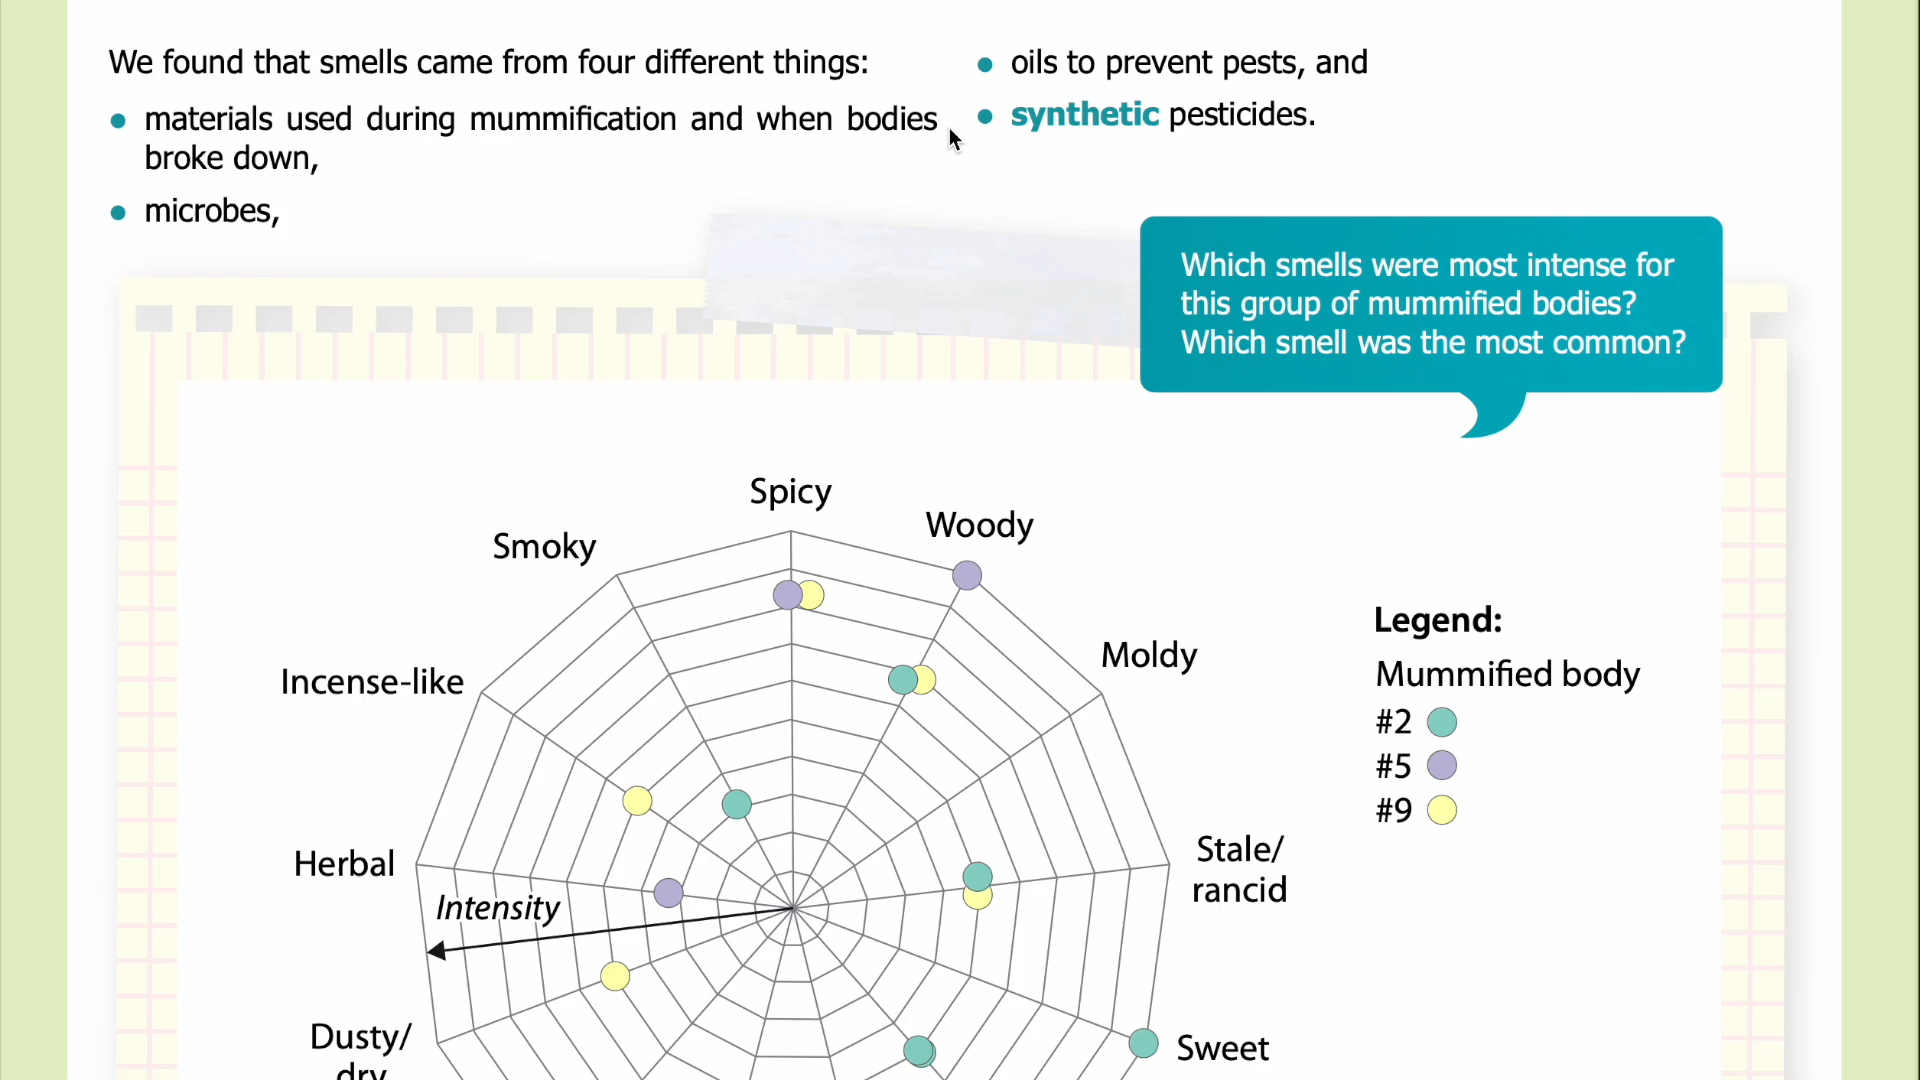 We found that smells came from four different things:
• materials used during mummification and when bodies
broke down,
• microbes,
• oils to prevent pests, and
• synthetic pesticides.
Which smells were most intense for
this group of mummified bodies?
Which smell was the most common?
Spicy
Woody
Smoky
Moldy
Incense-like
Herbal
Intensity
Stale/
rancid
Dusty/
dry
Sweet
Legend:
Mummified body
#2
#5
#9